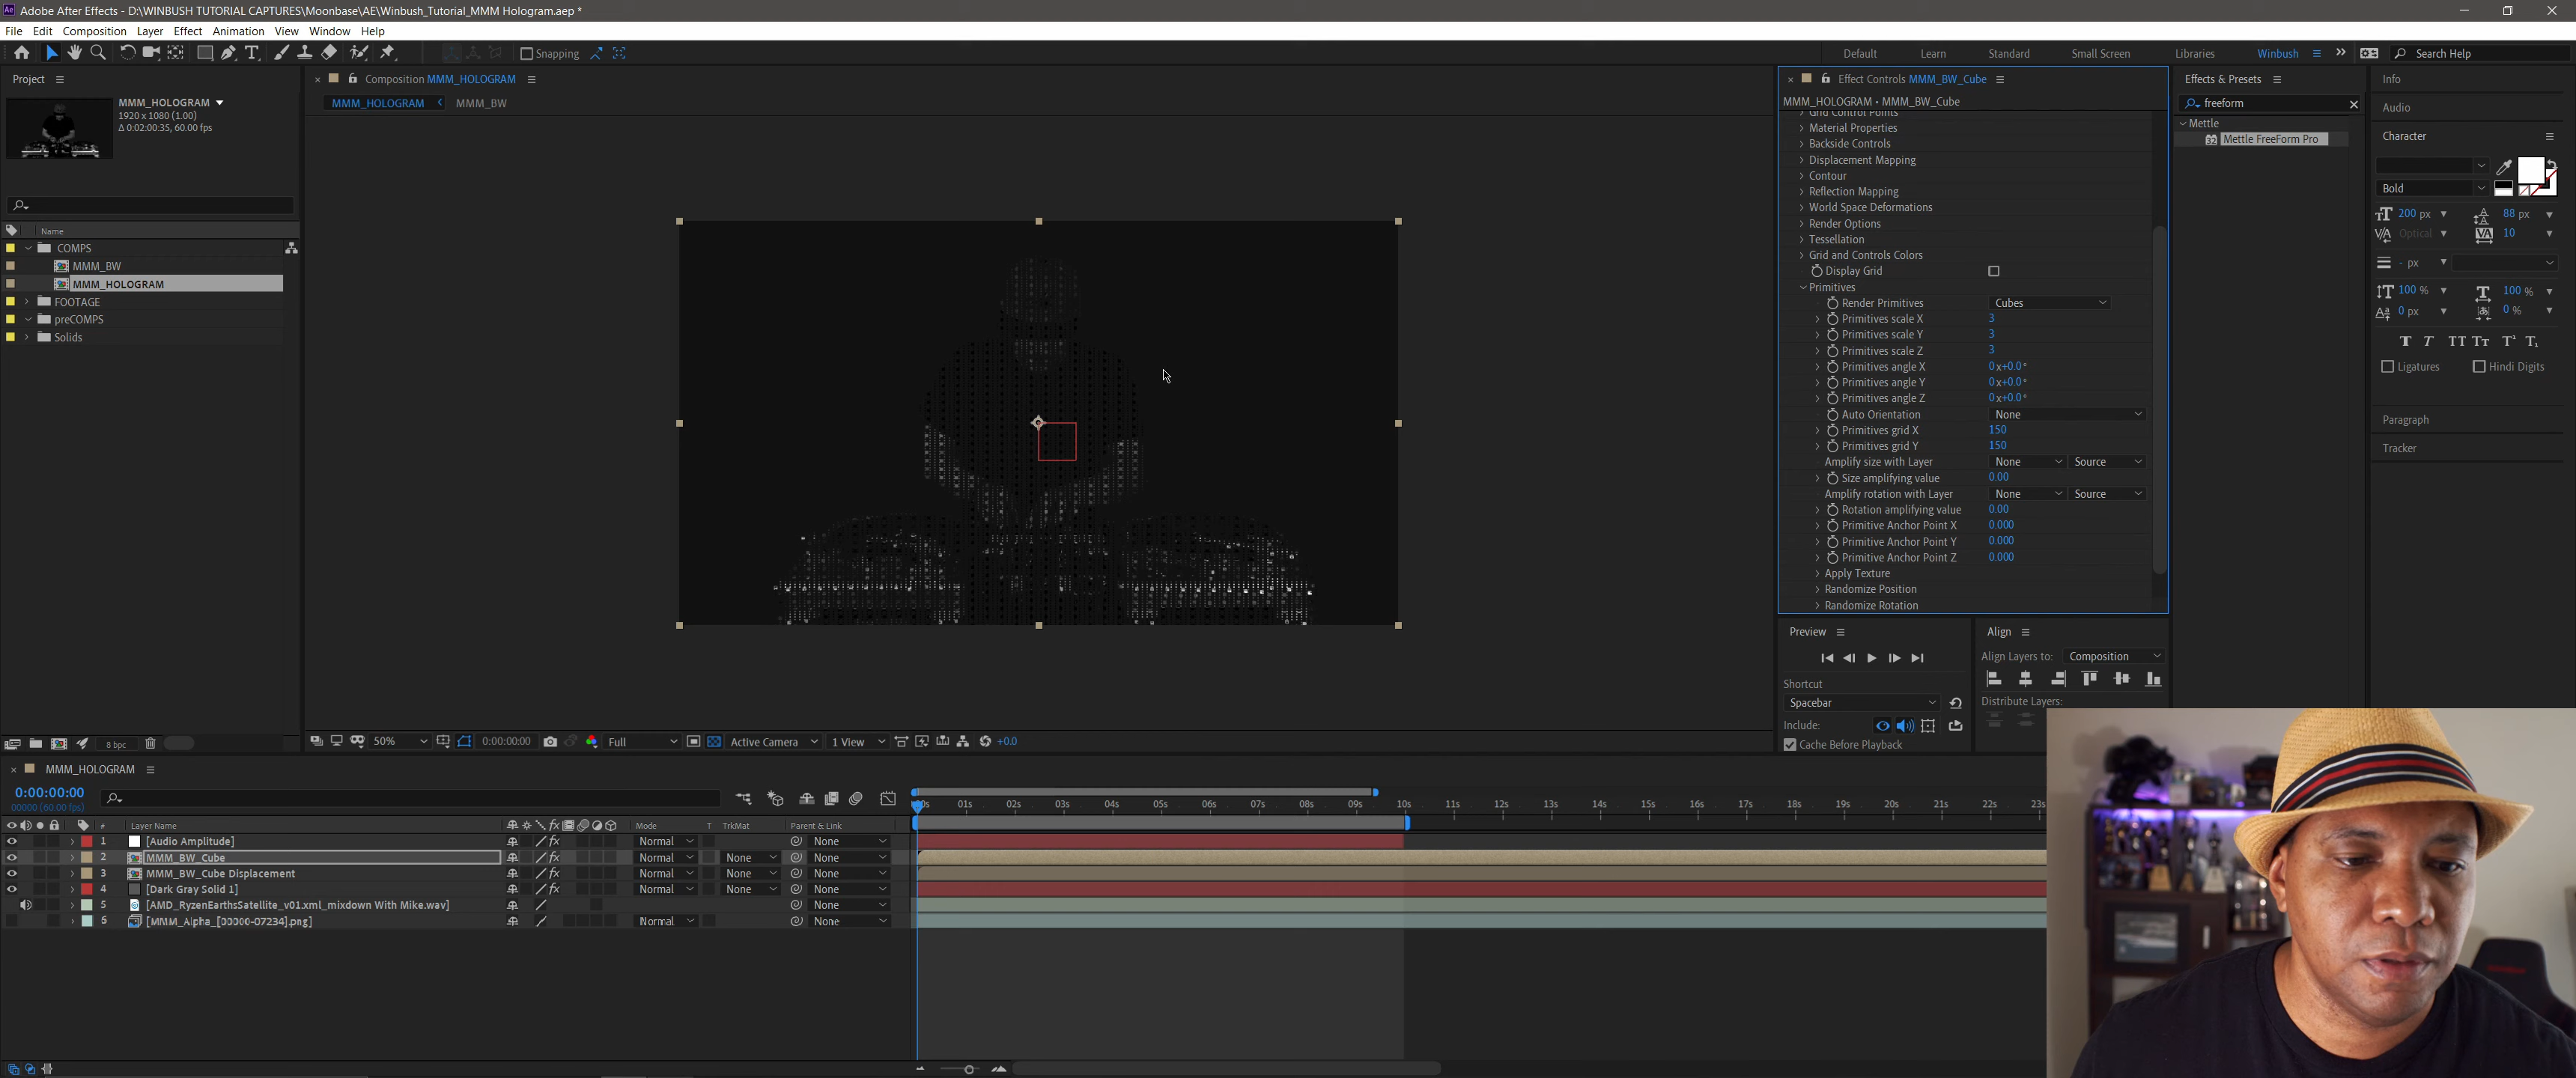 Adobe After Effects - D:\WINBUSH TUTORIAL CAPTURES\Moonbase\AE\Winbush_Tutorial_MMM Hologram.aep *
File Edit Composition Layer Effect Animation View Window Help
Snapping Default Learn Standard Small Screen Libraries Winbush Search Help
Project
MMM_HOLOGRAM
1920 x 1080 (1.00)
Δ 0:02:00:35, 60.00 fps
Name
COMPS
MMM_BW
MMM_HOLOGRAM
FOOTAGE
preCOMPS
Solids
8 bpc
Composition MMM_HOLOGRAM
MMM_HOLOGRAM MMM_BW
50% 0:00:00:00 Full Active Camera 1 View +0.0
Effect Controls MMM_BW_Cube
MMM_HOLOGRAM • MMM_BW_Cube
Grid Control Points
Material Properties
Backside Controls
Displacement Mapping
Contour
Reflection Mapping
World Space Deformations
Render Options
Tessellation
Grid and Controls Colors
Display Grid
Primitives
Render Primitives Cubes
Primitives scale X 3
Primitives scale Y 3
Primitives scale Z 3
Primitives angle X 0 x+0.0°
Primitives angle Y 0 x+0.0°
Primitives angle Z 0 x+0.0°
Auto Orientation None
Primitives grid X 150
Primitives grid Y 150
Amplify size with Layer None Source
Size amplifying value 0.00
Amplify rotation with Layer None Source
Rotation amplifying value 0.00
Primitive Anchor Point X 0.000
Primitive Anchor Point Y 0.000
Primitive Anchor Point Z 0.000
Apply Texture
Randomize Position
Randomize Rotation
Preview
Shortcut
Spacebar
Include:
Cache Before Playback
Align
Align Layers to: Composition
Distribute Layers:
Effects & Presets
freeform
Mettle
32 Mettle FreeForm Pro
Info
Audio
Character
Bold
200 px 88 px
Optical 10
- px
100 % 100 %
0 px 0 %
Ligatures Hindi Digits
Paragraph
Tracker
MMM_HOLOGRAM
0:00:00:00
00000 (60.00 fps)
01s 02s 03s 04s 05s 06s 07s 08s 09s 10s 11s 12s 13s 14s 15s 16s 17s 18s 19s 20s 21s 22s 23s
# Layer Name Mode T TrkMat Parent & Link
1 [Audio Amplitude] Normal None
2 MMM_BW_Cube Normal None None
3 MMM_BW_Cube Displacement Normal None None
4 [Dark Gray Solid 1] Normal None None
5 [AMD_RyzenEarthsSatellite_v01.xml_mixdown With Mike.wav] None
6 [MMM_Alpha_[00000-07234].png] Normal None